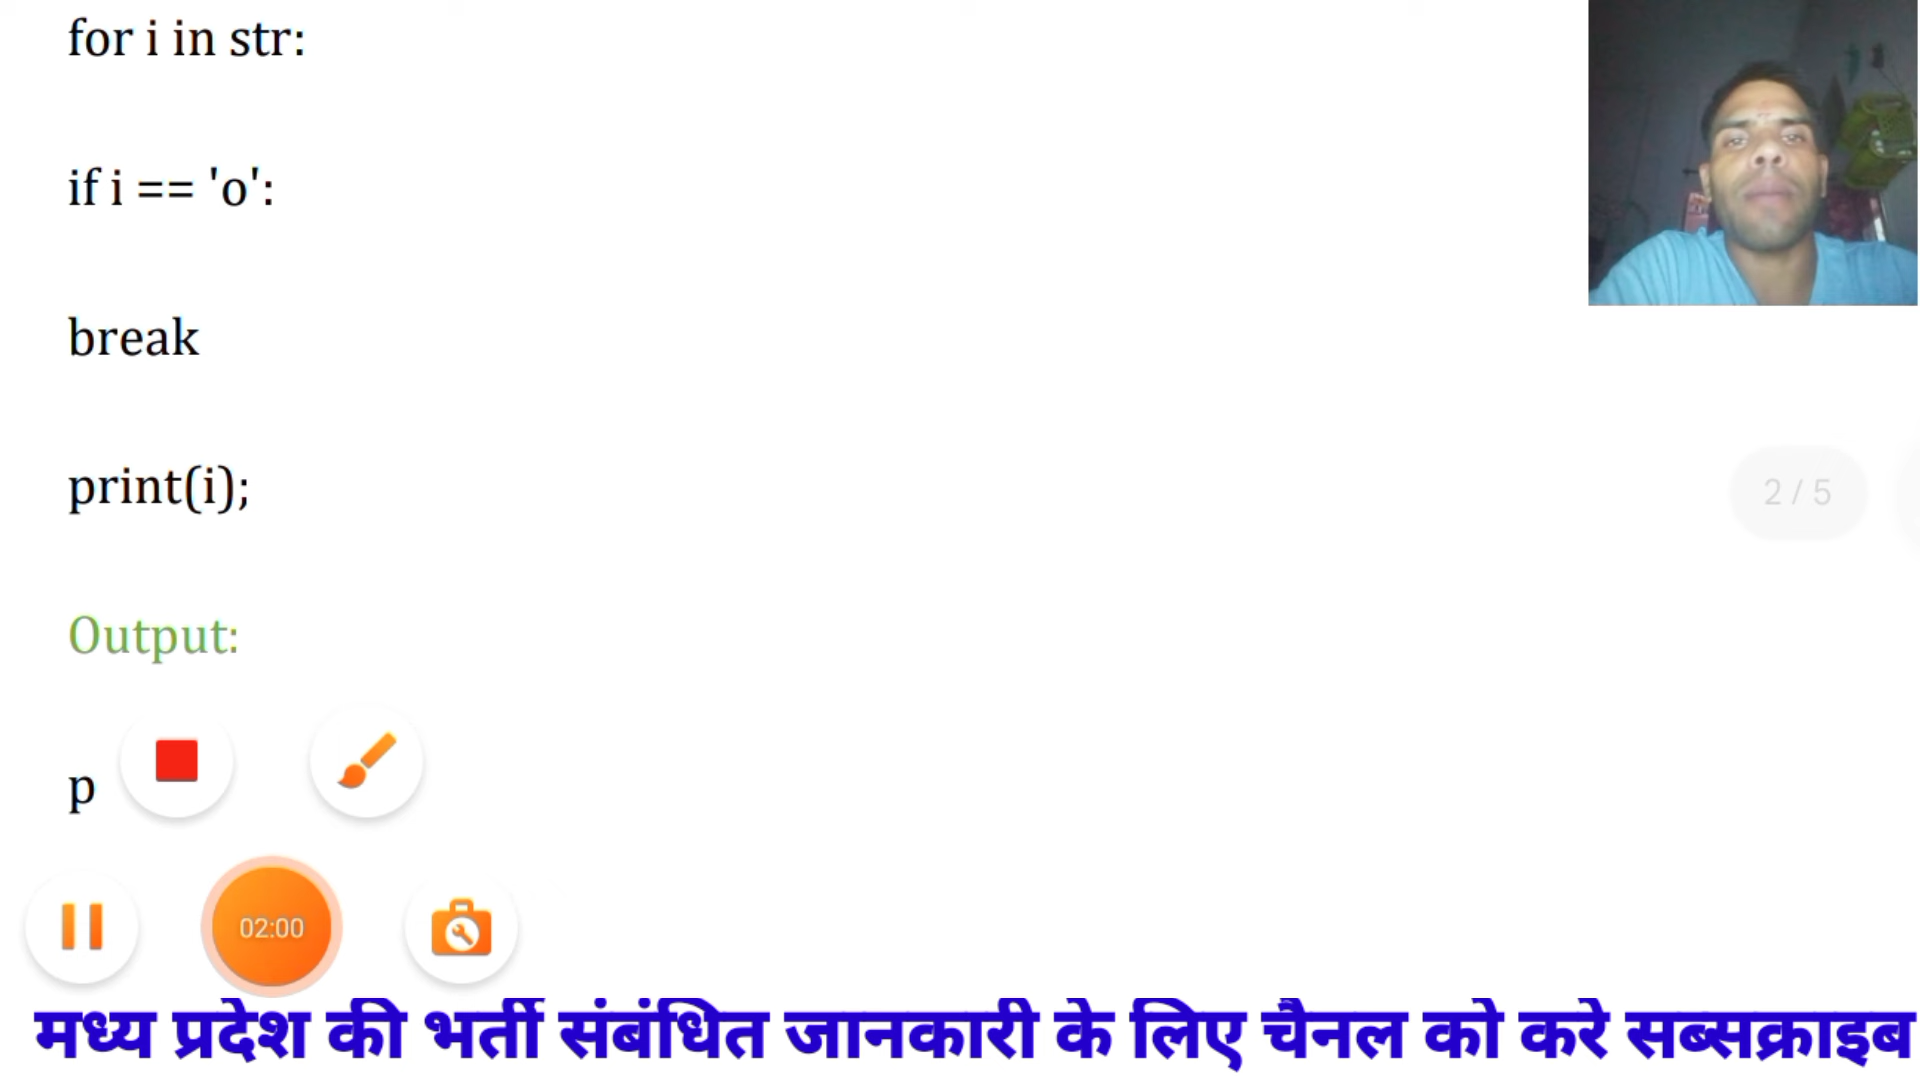 for i in str:
if i == 'o':
break
print(i);
2 / 5
Output:
p
02:00
मध्य प्रदेश की भर्ती संबंधित जानकारी के लिए चैनल को करे सब्सक्राइब